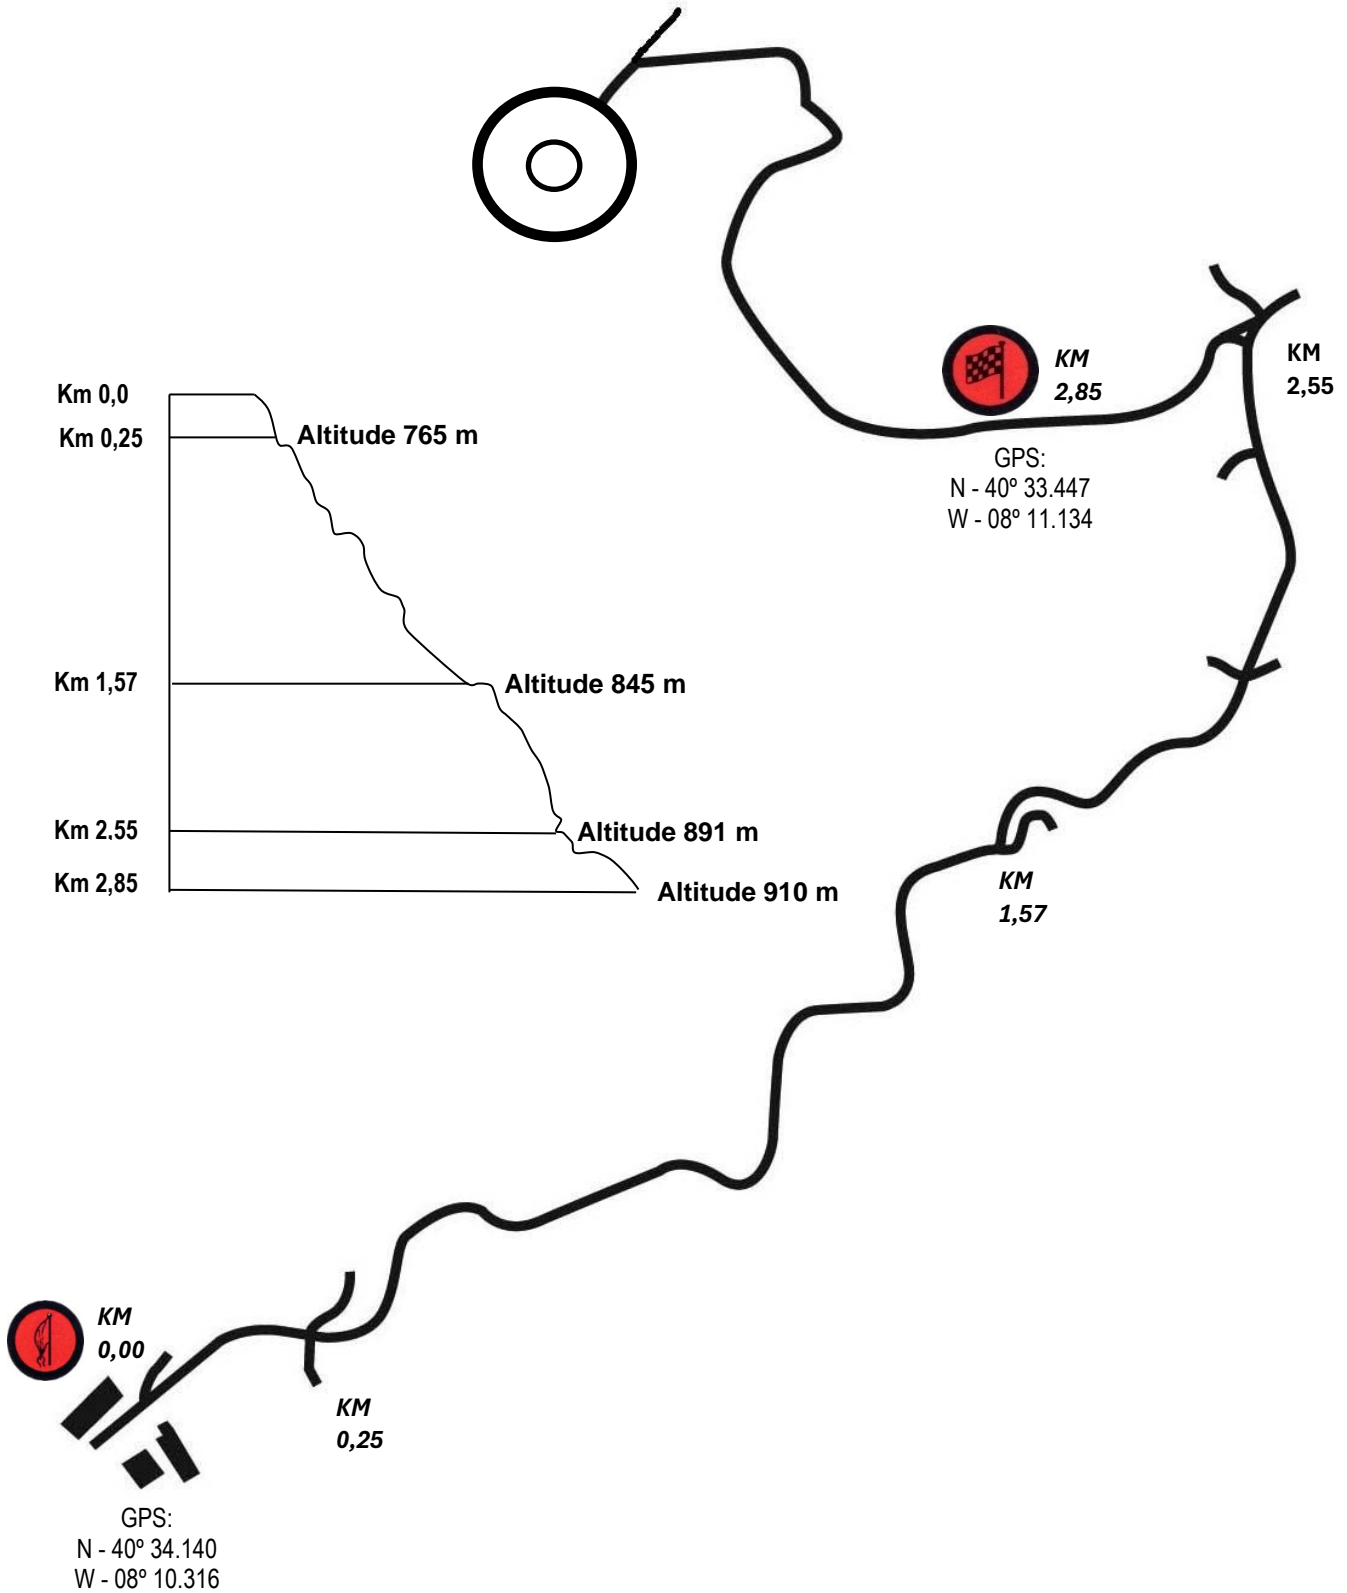 KM
2,85
KM
2,55
GPS:
N - 40º 33.447
W - 08º 11.134
Km 0,0
Km 0,25
Altitude 765 m
Km 1,57
Altitude 845 m
Km 2,55
Altitude 891 m
Km 2,85
Altitude 910 m
KM
1,57
KM
0,00
KM
0,25
GPS:
N - 40º 34.140
W - 08º 10.316